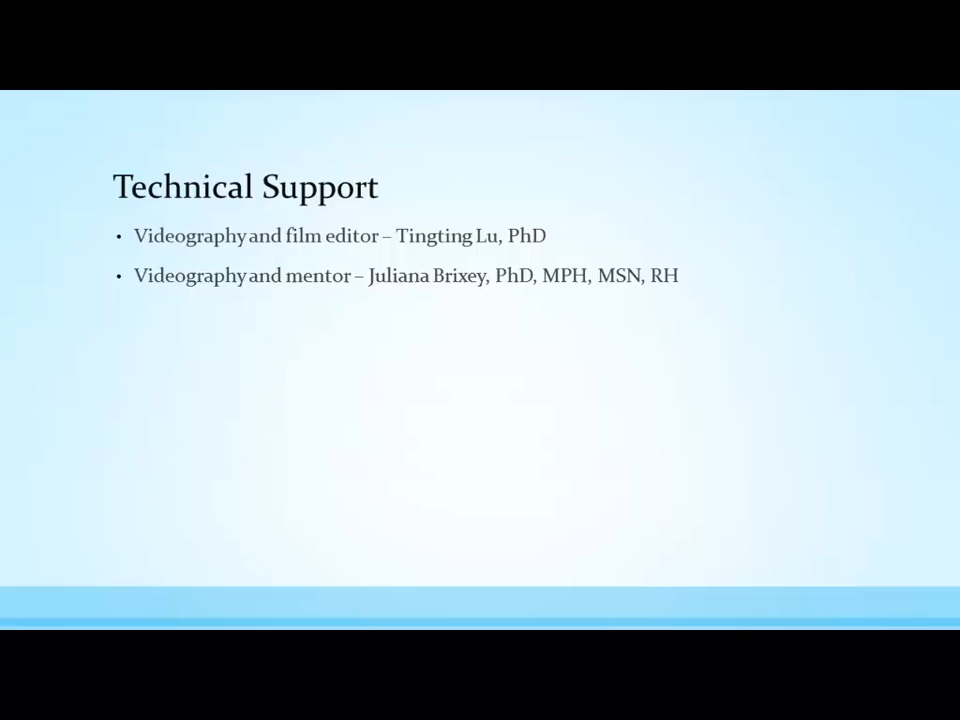 Technical Support
• Videography and film editor – Tingting Lu, PhD
• Videography and mentor – Juliana Brixey, PhD, MPH, MSN, RH